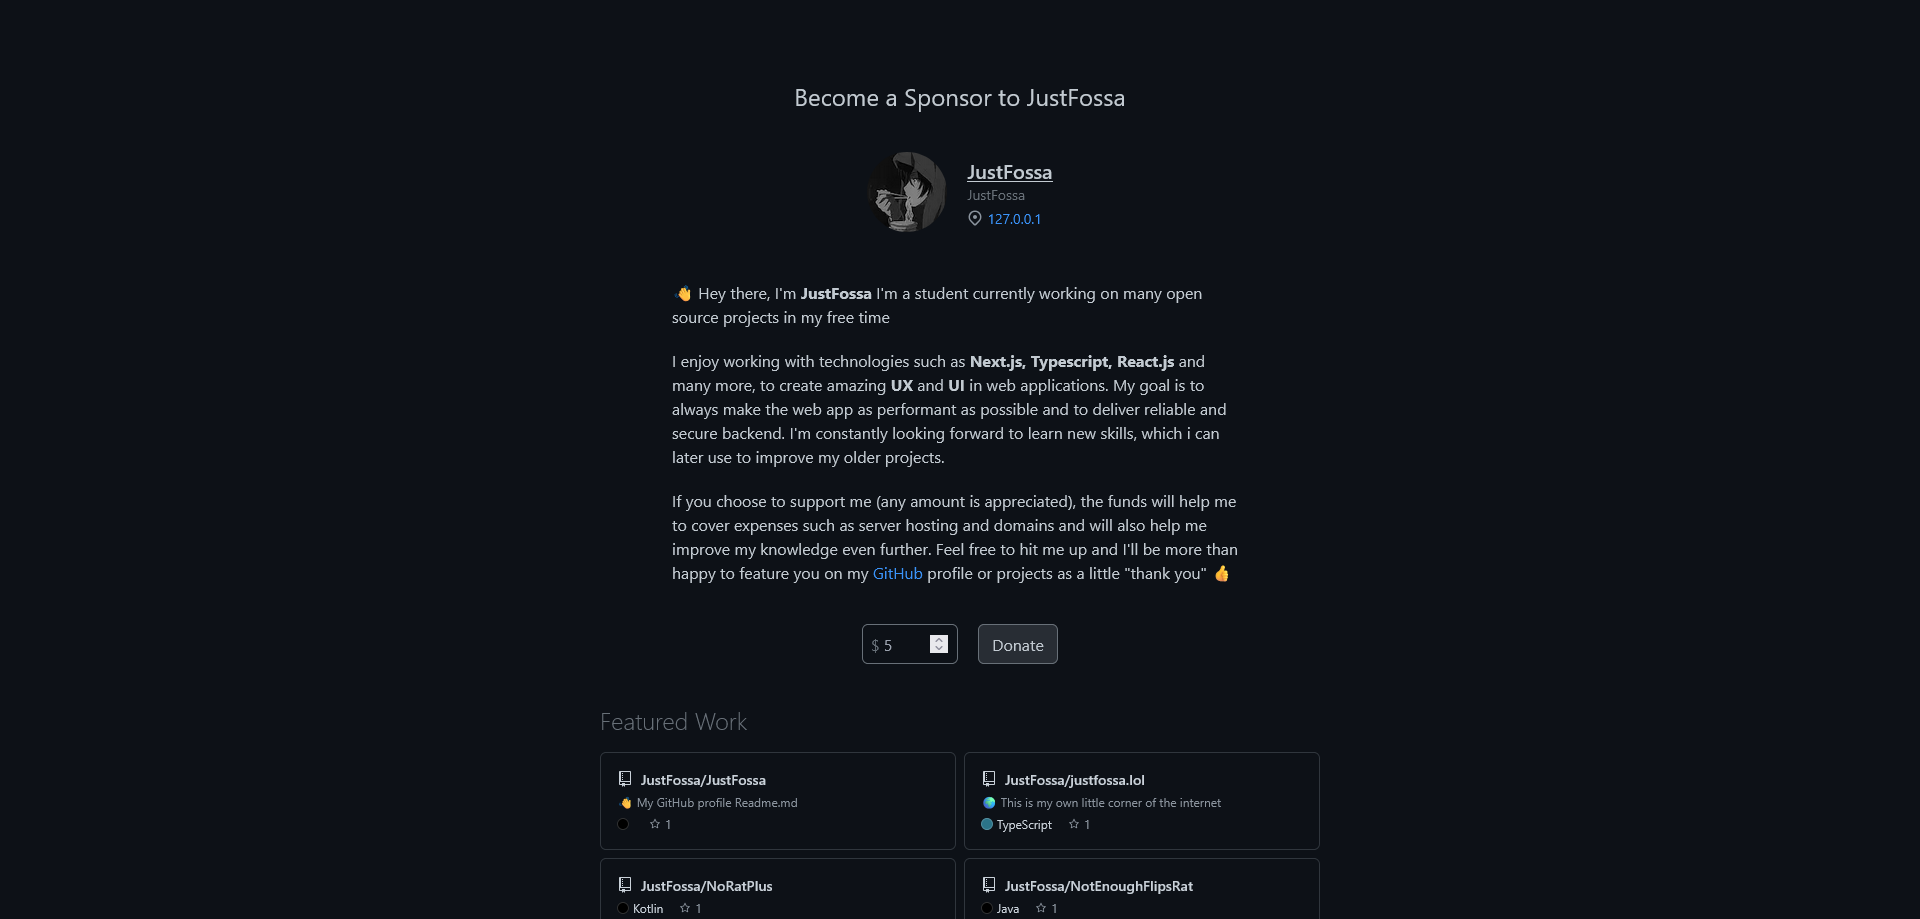 Become a Sponsor to JustFossa
JustFossa
JustFossa
127.0.0.1
👋 Hey there, I'm JustFossa I'm a student currently working on many open
source projects in my free time
I enjoy working with technologies such as Next.js, Typescript, React.js and
many more, to create amazing UX and UI in web applications. My goal is to
always make the web app as performant as possible and to deliver reliable and
secure backend. I'm constantly looking forward to learn new skills, which i can
later use to improve my older projects.
If you choose to support me (any amount is appreciated), the funds will help me
to cover expenses such as server hosting and domains and will also help me
improve my knowledge even further. Feel free to hit me up and I'll be more than
happy to feature you on my GitHub profile or projects as a little "thank you" 👍
$ 5 Donate
Featured Work
JustFossa/JustFossa
👋 My GitHub profile Readme.md
1
JustFossa/justfossa.lol
🌎 This is my own little corner of the internet
TypeScript 1
JustFossa/NoRatPlus
Kotlin 1
JustFossa/NotEnoughFlipsRat
Java 1